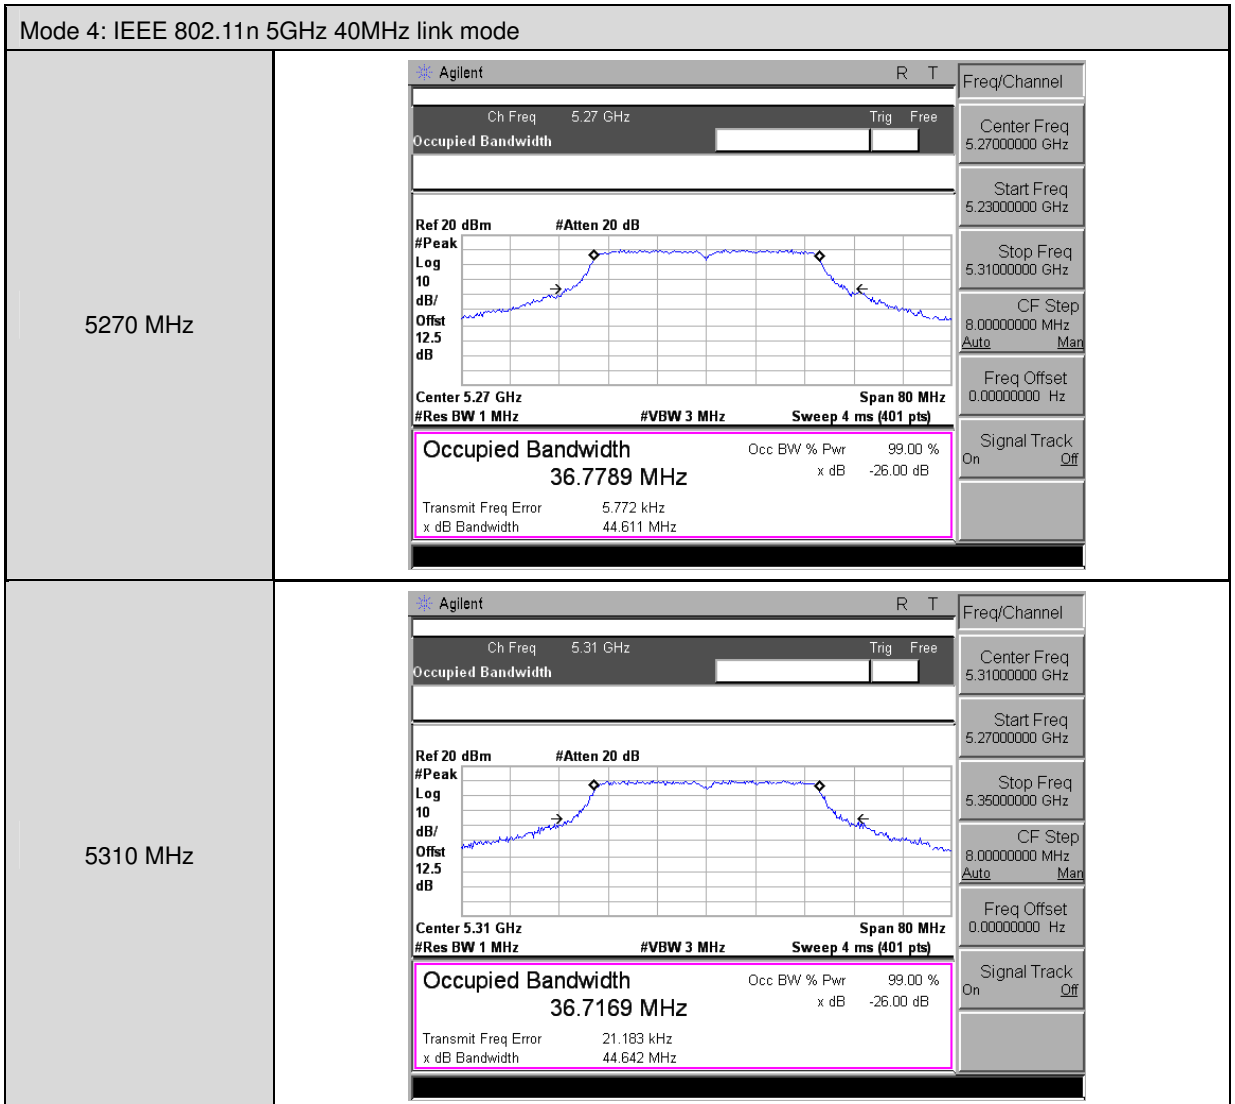 Mode 4: IEEE 802.11n 5GHz 40MHz link mode
5270 MHz
Agilent R T
Ch Freq 5.27 GHz Trig Free
Occupied Bandwidth
Ref 20 dBm #Atten 20 dB
#Peak
Log
10
dB/
Offst
12.5
dB
Center 5.27 GHz Span 80 MHz
#Res BW 1 MHz #VBW 3 MHz Sweep 4 ms (401 pts)
Occupied Bandwidth Occ BW % Pwr 99.00 %
36.7789 MHz x dB -26.00 dB
Transmit Freq Error 5.772 kHz
x dB Bandwidth 44.611 MHz
Freq/Channel
Center Freq
5.27000000 GHz
Start Freq
5.23000000 GHz
Stop Freq
5.31000000 GHz
CF Step
8.00000000 MHz
Auto Man
Freq Offset
0.00000000 Hz
Signal Track
On Off
5310 MHz
Agilent R T
Ch Freq 5.31 GHz Trig Free
Occupied Bandwidth
Ref 20 dBm #Atten 20 dB
#Peak
Log
10
dB/
Offst
12.5
dB
Center 5.31 GHz Span 80 MHz
#Res BW 1 MHz #VBW 3 MHz Sweep 4 ms (401 pts)
Occupied Bandwidth Occ BW % Pwr 99.00 %
36.7169 MHz x dB -26.00 dB
Transmit Freq Error 21.183 kHz
x dB Bandwidth 44.642 MHz
Freq/Channel
Center Freq
5.31000000 GHz
Start Freq
5.27000000 GHz
Stop Freq
5.35000000 GHz
CF Step
8.00000000 MHz
Auto Man
Freq Offset
0.00000000 Hz
Signal Track
On Off